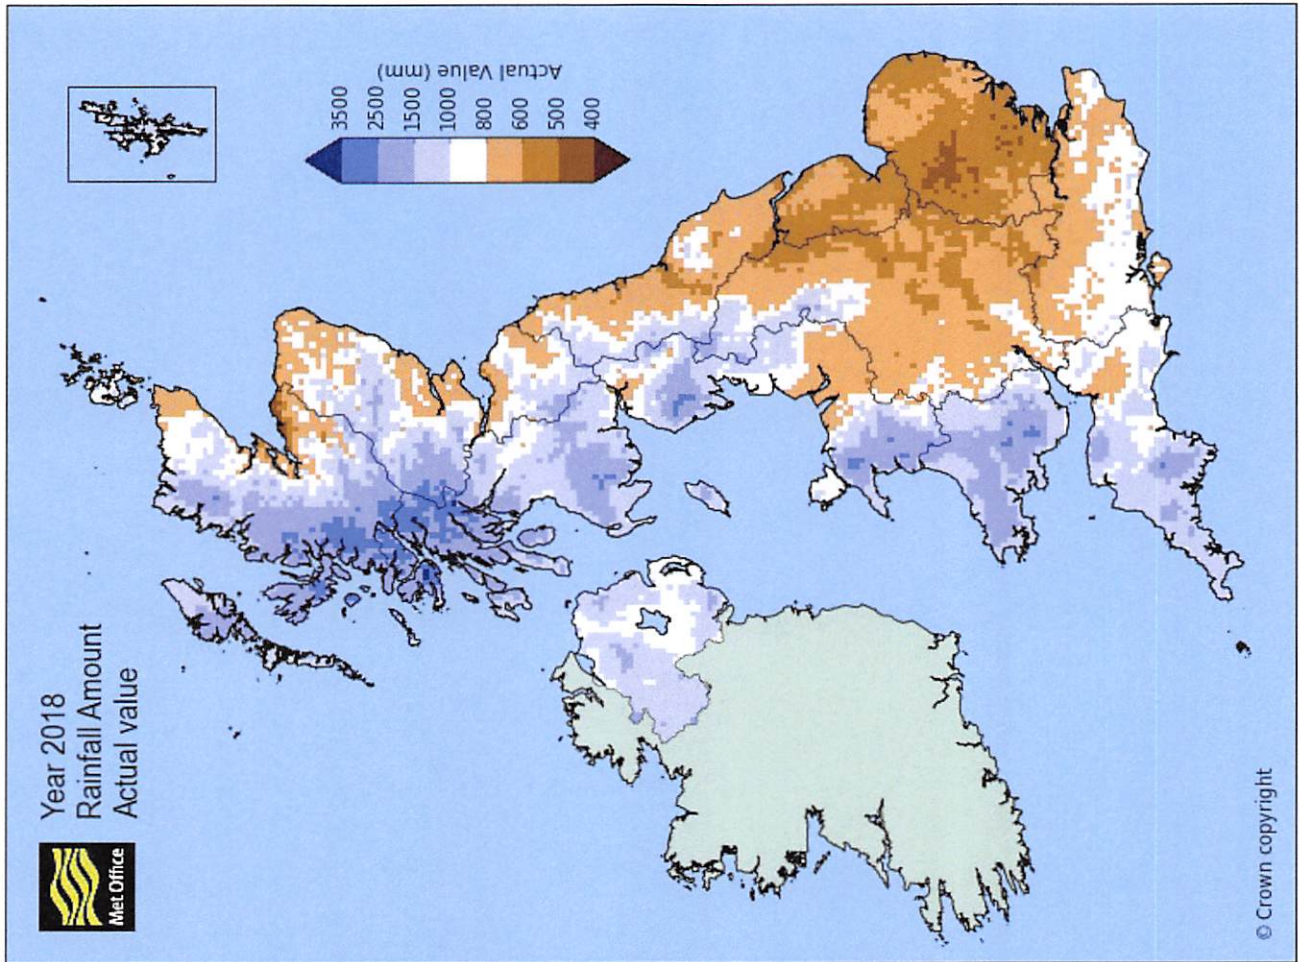 Met Office
Year 2018
Rainfall Amount
Actual value
3500
2500
1500
1000
800
600
500
400
Actual Value (mm)
© Crown copyright